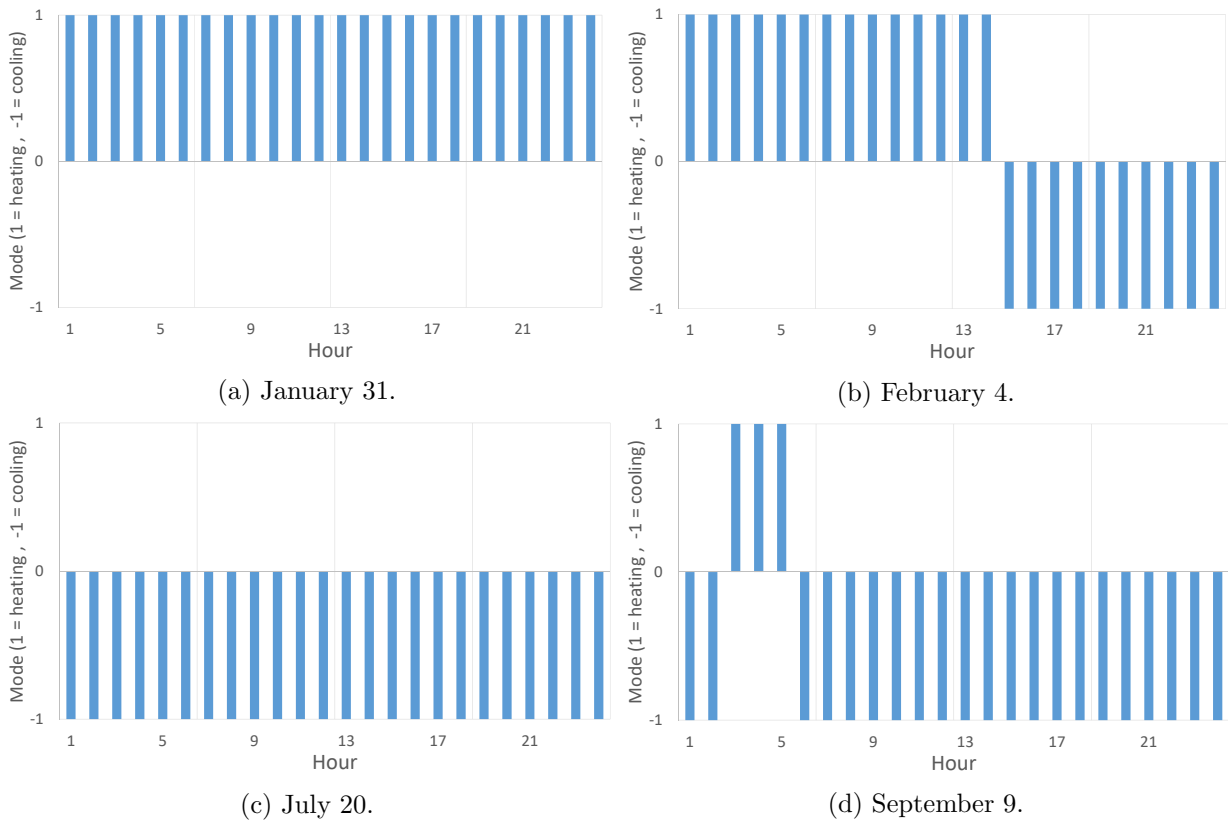 Mode (1 = heating , -1 = cooling)
1
0
-1
1 5 9 13 17 21
Hour
(a) January 31.
Mode (1 = heating , -1 = cooling)
1
0
-1
1 5 9 13 17 21
Hour
(b) February 4.
Mode (1 = heating , -1 = cooling)
1
0
-1
1 5 9 13 17 21
Hour
(c) July 20.
Mode (1 = heating , -1 = cooling)
1
0
-1
1 5 9 13 17 21
Hour
(d) September 9.